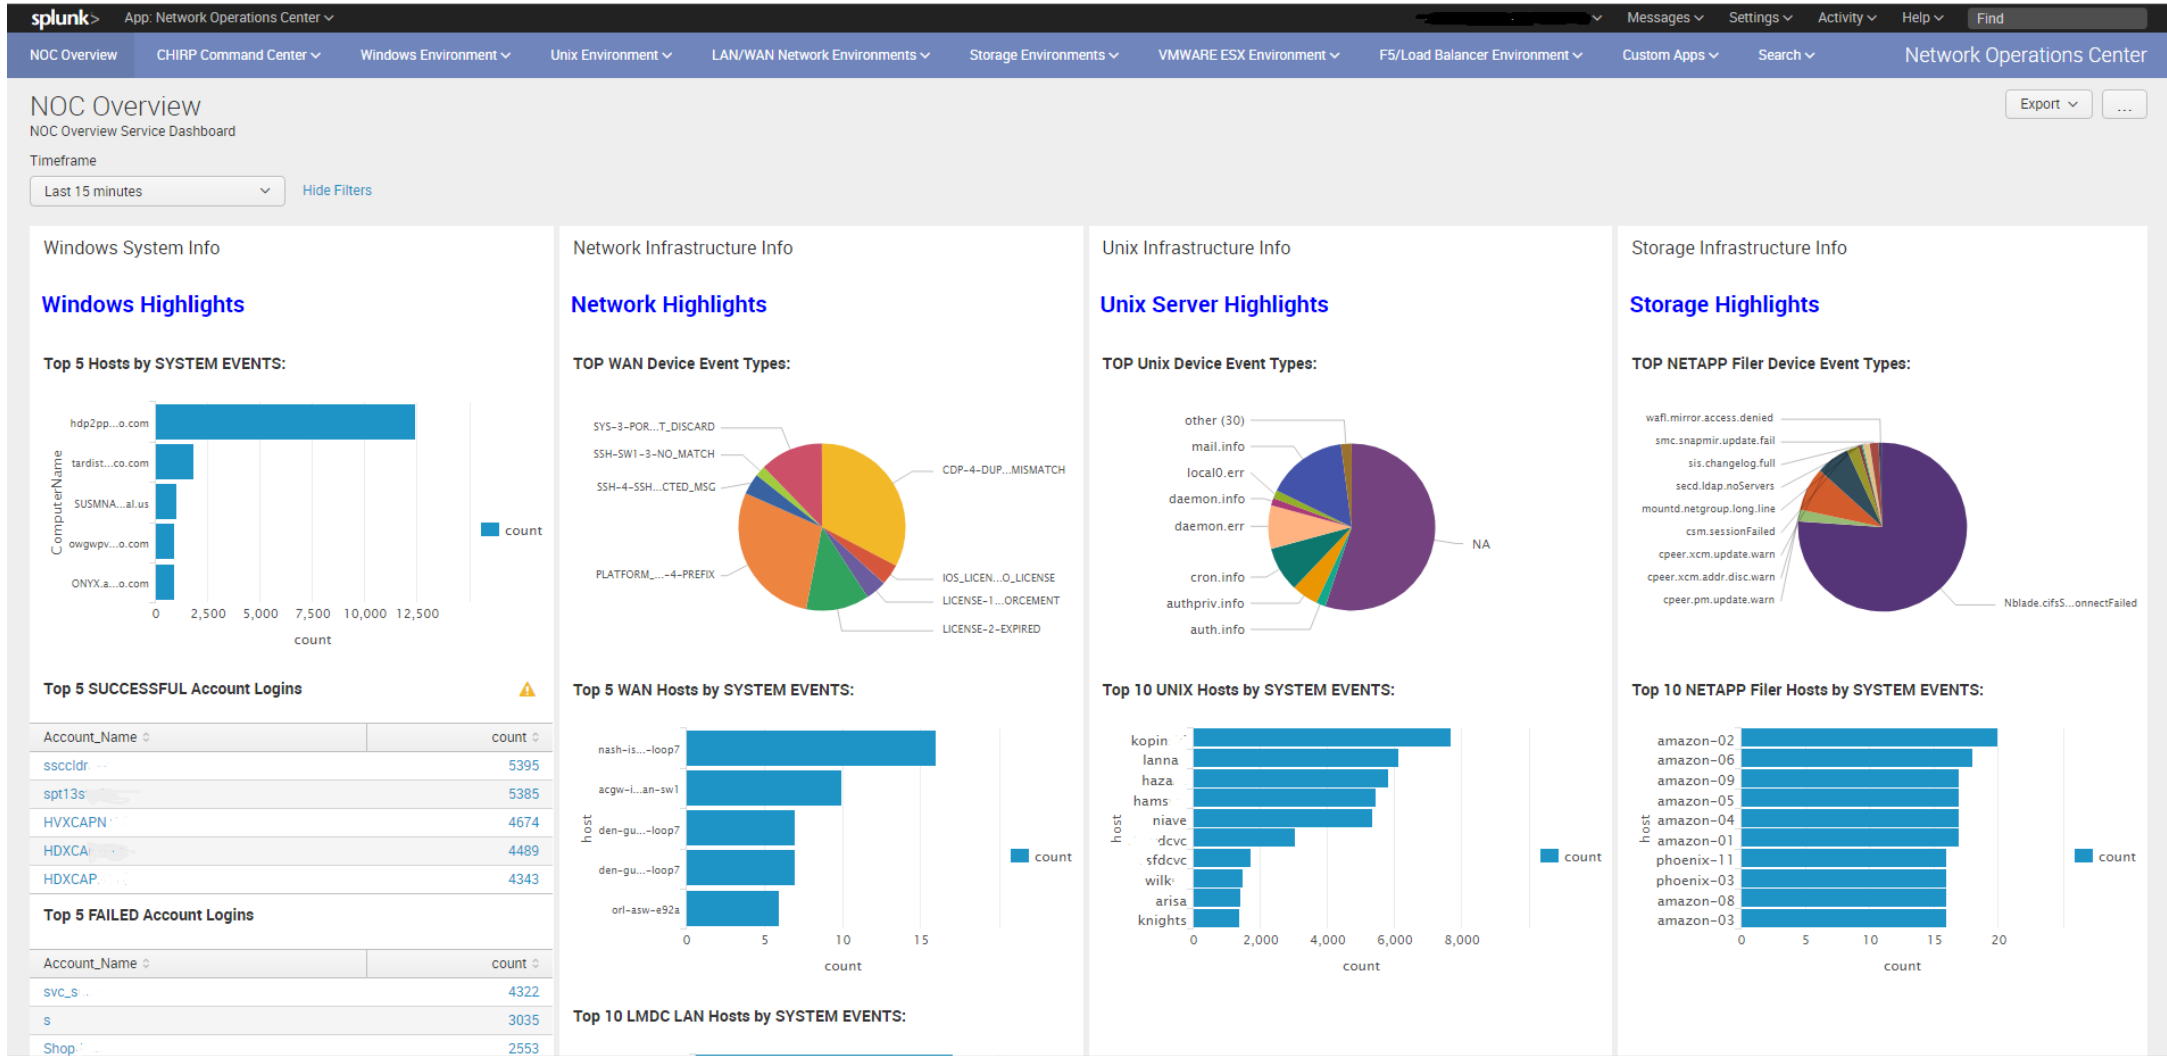 splunk> App: Network Operations Center Messages Settings Activity Help Find
NOC Overview CHIRP Command Center Windows Environment Unix Environment LAN/WAN Network Environments Storage Environments VMWARE ESX Environment F5/Load Balancer Environment Custom Apps Search Network Operations Center
NOC Overview
Export ...
NOC Overview Service Dashboard
Timeframe
Last 15 minutes Hide Filters
Windows System Info
Windows Highlights
Top 5 Hosts by SYSTEM EVENTS:
ComputerName
hdp2pp...o.com
tardist...co.com
SUSMNA...al.us
owgwpv...o.com
ONYX.a...o.com
count
0 2,500 5,000 7,500 10,000 12,500
count
Top 5 SUCCESSFUL Account Logins
Account_Name count
ssccldr 5395
spt13s 5385
HVXCAPN 4674
HDXCA 4489
HDXCAP 4343
Top 5 FAILED Account Logins
Account_Name count
svc_s 4322
s 3035
Shop 2553
Network Infrastructure Info
Network Highlights
TOP WAN Device Event Types:
SYS-3-POR...T_DISCARD
SSH-SW1-3-NO_MATCH
SSH-4-SSH...CTED_MSG
PLATFORM_...-4-PREFIX
CDP-4-DUP...MISMATCH
IOS_LICEN...O_LICENSE
LICENSE-1...ORCEMENT
LICENSE-2-EXPIRED
Top 5 WAN Hosts by SYSTEM EVENTS:
host
nash-is...-loop7
acgw-i...an-sw1
den-gu...-loop7
den-gu...-loop7
orl-asw-e92a
count
0 5 10 15
count
Top 10 LMDC LAN Hosts by SYSTEM EVENTS:
Unix Infrastructure Info
Unix Server Highlights
TOP Unix Device Event Types:
other (30)
mail.info
local0.err
daemon.info
daemon.err
cron.info
authpriv.info
auth.info
NA
Top 10 UNIX Hosts by SYSTEM EVENTS:
host
kopin
lanna
haza
hams
niave
dcvc
sfdcvc
wilk
arisa
knights
count
0 2,000 4,000 6,000 8,000
count
Storage Infrastructure Info
Storage Highlights
TOP NETAPP Filer Device Event Types:
wafl.mirror.access.denied
smc.snapmir.update.fail
sis.changelog.full
secd.ldap.noServers
mountd.netgroup.long.line
csm.sessionFailed
cpeer.xcm.update.warn
cpeer.xcm.addr.disc.warn
cpeer.pm.update.warn
Nblade.cifsS...onnectFailed
Top 10 NETAPP Filer Hosts by SYSTEM EVENTS:
host
amazon-02
amazon-06
amazon-09
amazon-05
amazon-04
amazon-01
phoenix-11
phoenix-03
amazon-08
amazon-03
count
0 5 10 15 20
count